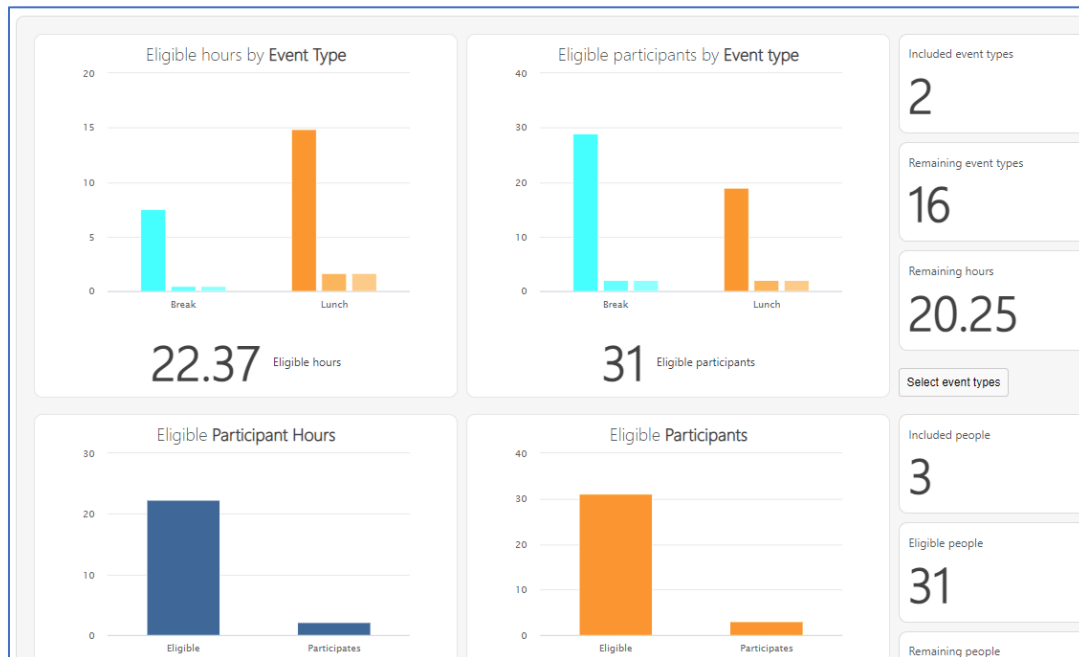 Eligible hours by Event Type
20
15
10
5
0
Break
Lunch
22.37 Eligible hours
Eligible participants by Event type
40
30
20
10
0
Break
Lunch
31 Eligible participants
Included event types
2
Remaining event types
16
Remaining hours
20.25
Select event types
Eligible Participant Hours
30
20
10
0
Eligible
Participates
Eligible Participants
40
30
20
10
0
Eligible
Participates
Included people
3
Eligible people
31
Remaining people